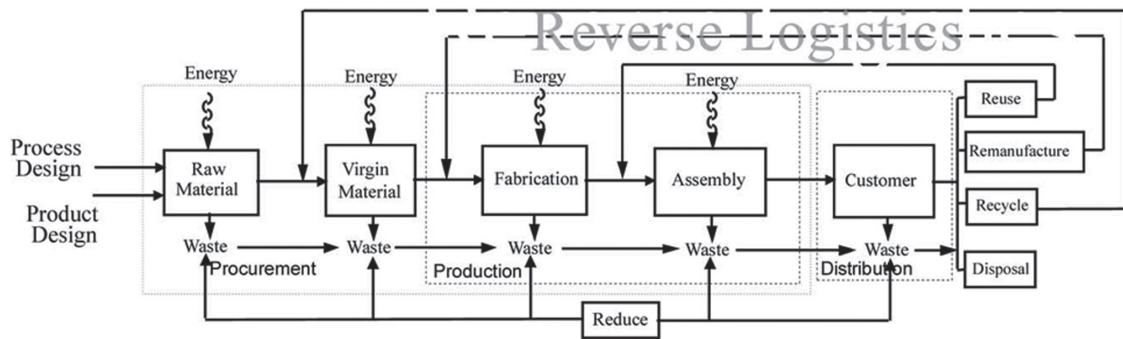 Reverse Logistics
Energy
Energy
Energy
Energy
Reuse
Process
Design
Raw
Material
Virgin
Material
Fabrication
Assembly
Customer
Remanufacture
Product
Design
Recycle
Waste
Waste
Waste
Waste
Waste
Procurement
Production
Distribution
Disposal
Reduce